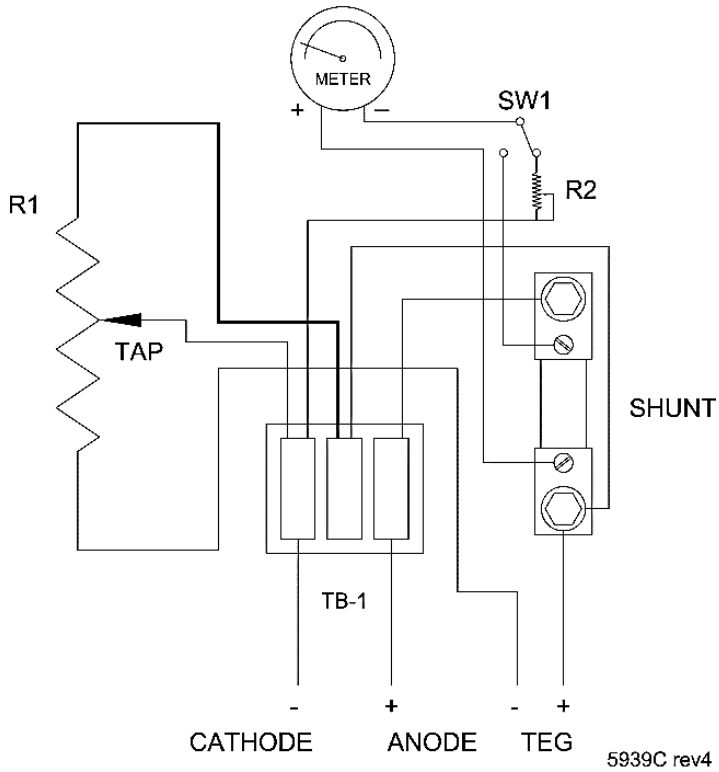 METER
+ –
SW1
R2
R1
TAP
SHUNT
TB-1
- + - +
CATHODE ANODE TEG
5939C rev4